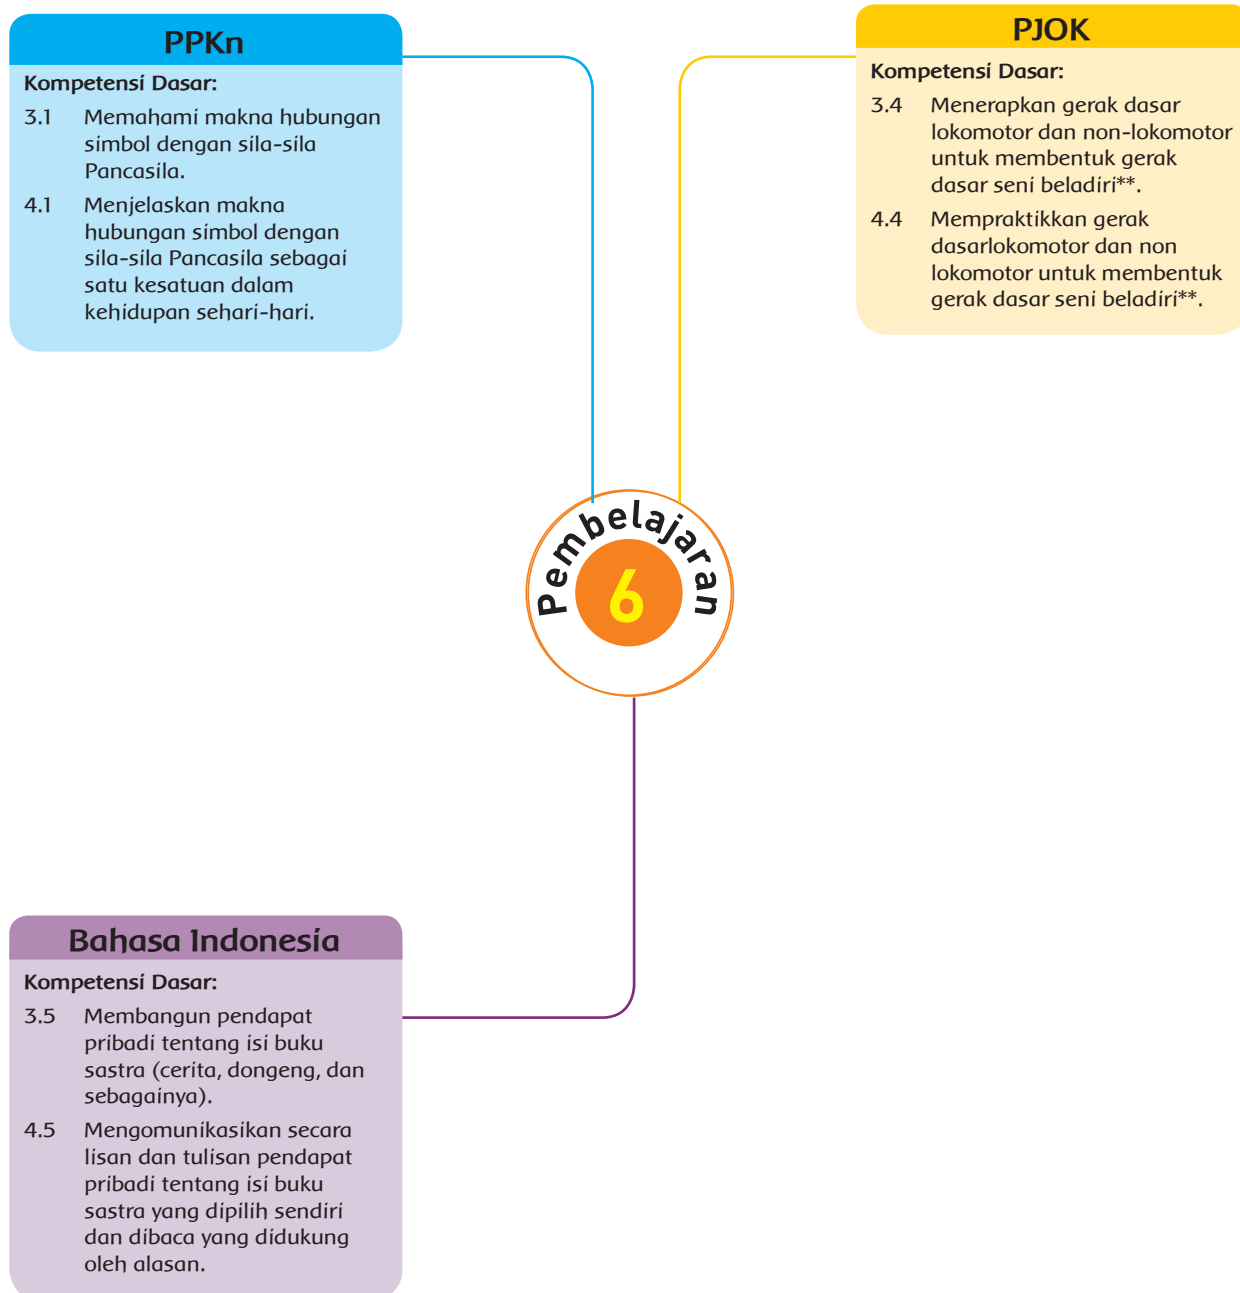 PPKn
Kompetensi Dasar:
3.1 Memahami makna hubungan
simbol dengan sila-sila
Pancasila.
4.1 Menjelaskan makna
hubungan simbol dengan
sila-sila Pancasila sebagai
satu kesatuan dalam
kehidupan sehari-hari.
PJOK
Kompetensi Dasar:
3.4 Menerapkan gerak dasar
lokomotor dan non-lokomotor
untuk membentuk gerak
dasar seni beladiri**.
4.4 Mempraktikkan gerak
dasarlokomotor dan non
lokomotor untuk membentuk
gerak dasar seni beladiri**.
Pembelajaran
6
Bahasa Indonesia
Kompetensi Dasar:
3.5 Membangun pendapat
pribadi tentang isi buku
sastra (cerita, dongeng, dan
sebagainya).
4.5 Mengomunikasikan secara
lisan dan tulisan pendapat
pribadi tentang isi buku
sastra yang dipilih sendiri
dan dibaca yang didukung
oleh alasan.